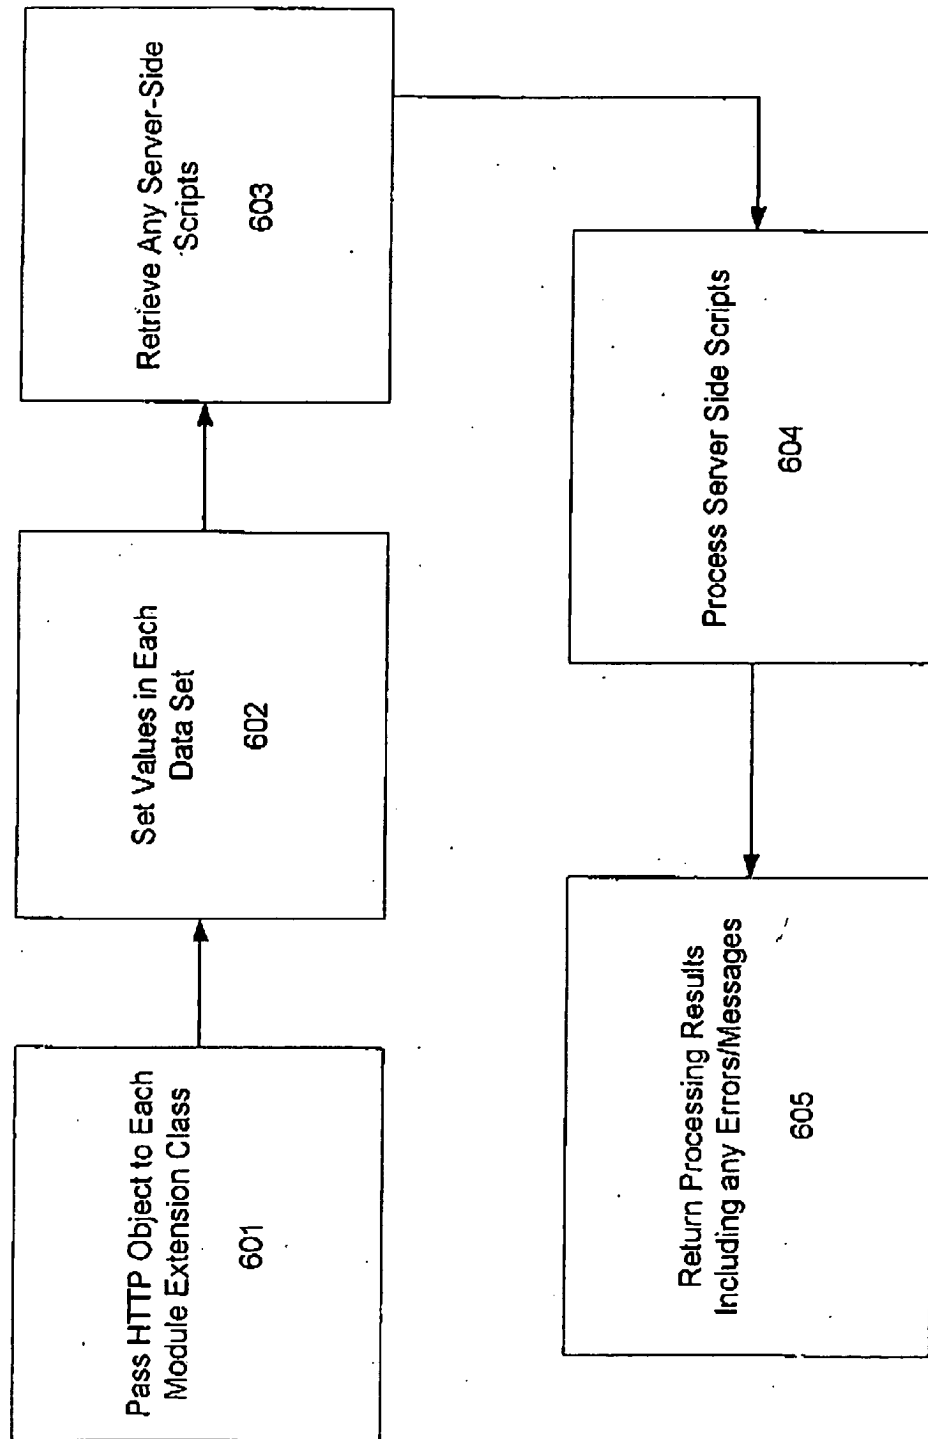 Pass HTTP Object to Each
Module Extension Class
601
Set Values in Each
Data Set
602
Retrieve Any Server-Side
Scripts
603
Process Server Side Scripts
604
Return Processing Results
Including any Errors/Messages
605